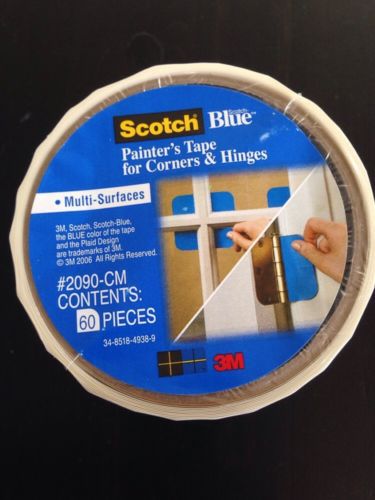 Scotch Scotch-Blue™
Painter's Tape
for Corners & Hinges
• Multi-Surfaces
3M, Scotch, Scotch-Blue,
the BLUE color of the tape
and the Plaid Design
are trademarks of 3M.
© 3M 2006 All Rights Reserved.
#2090-CM
CONTENTS:
60 PIECES
34-8518-4938-9
3M